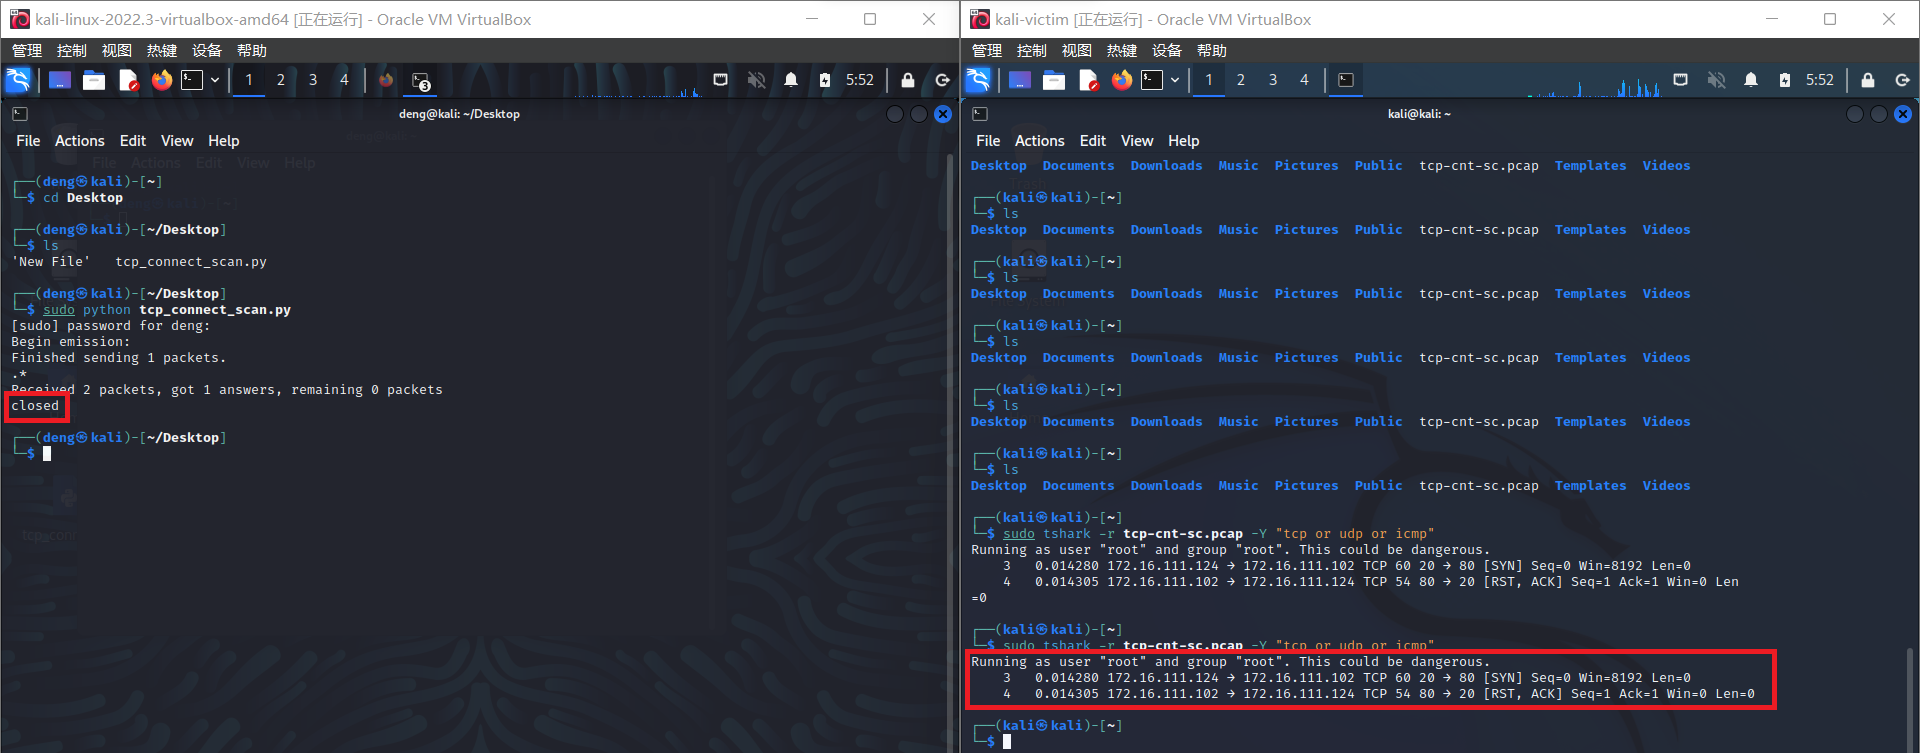 kali-linux-2022.3-virtualbox-amd64 [正在运行] - Oracle VM VirtualBox
管理 控制 视图 热键 设备 帮助
1 2 3 4 3 5:52
deng@kali: ~/Desktop
File Actions Edit View Help
┌──(deng㉿kali)-[~]
└─$ cd Desktop
┌──(deng㉿kali)-[~/Desktop]
└─$ ls
'New File' tcp_connect_scan.py
┌──(deng㉿kali)-[~/Desktop]
└─$ sudo python tcp_connect_scan.py
[sudo] password for deng:
Begin emission:
Finished sending 1 packets.
.*
Received 2 packets, got 1 answers, remaining 0 packets
closed
┌──(deng㉿kali)-[~/Desktop]
└─$
kali-victim [正在运行] - Oracle VM VirtualBox
管理 控制 视图 热键 设备 帮助
1 2 3 4 5:52
kali@kali: ~
File Actions Edit View Help
Desktop Documents Downloads Music Pictures Public tcp-cnt-sc.pcap Templates Videos
┌──(kali㉿kali)-[~]
└─$ ls
Desktop Documents Downloads Music Pictures Public tcp-cnt-sc.pcap Templates Videos
┌──(kali㉿kali)-[~]
└─$ ls
Desktop Documents Downloads Music Pictures Public tcp-cnt-sc.pcap Templates Videos
┌──(kali㉿kali)-[~]
└─$ ls
Desktop Documents Downloads Music Pictures Public tcp-cnt-sc.pcap Templates Videos
┌──(kali㉿kali)-[~]
└─$ ls
Desktop Documents Downloads Music Pictures Public tcp-cnt-sc.pcap Templates Videos
┌──(kali㉿kali)-[~]
└─$ ls
Desktop Documents Downloads Music Pictures Public tcp-cnt-sc.pcap Templates Videos
┌──(kali㉿kali)-[~]
└─$ sudo tshark -r tcp-cnt-sc.pcap -Y "tcp or udp or icmp"
Running as user "root" and group "root". This could be dangerous.
3 0.014280 172.16.111.124 → 172.16.111.102 TCP 60 20 → 80 [SYN] Seq=0 Win=8192 Len=0
4 0.014305 172.16.111.102 → 172.16.111.124 TCP 54 80 → 20 [RST, ACK] Seq=1 Ack=1 Win=0 Len
=0
┌──(kali㉿kali)-[~]
└─$ sudo tshark -r tcp-cnt-sc.pcap -Y "tcp or udp or icmp"
Running as user "root" and group "root". This could be dangerous.
3 0.014280 172.16.111.124 → 172.16.111.102 TCP 60 20 → 80 [SYN] Seq=0 Win=8192 Len=0
4 0.014305 172.16.111.102 → 172.16.111.124 TCP 54 80 → 20 [RST, ACK] Seq=1 Ack=1 Win=0 Len=0
┌──(kali㉿kali)-[~]
└─$